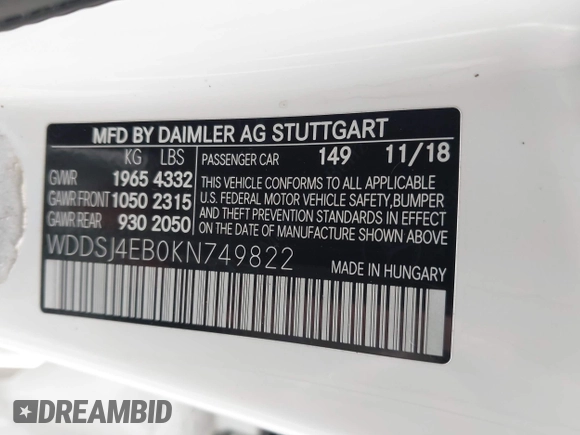 MFD BY DAIMLER AG STUTTGART
KG LBS
GVWR 1965 4332
GAWR FRONT 1050 2315
GAWR REAR 930 2050
PASSENGER CAR 149 11/18
THIS VEHICLE CONFORMS TO ALL APPLICABLE
U.S. FEDERAL MOTOR VEHICLE SAFETY,BUMPER
AND THEFT PREVENTION STANDARDS IN
EFFECT ON THE DATE OF MANUFACTURE
SHOWN ABOVE.
WDDSJ4EB0KN749822
MADE IN HUNGARY
DREAMBID